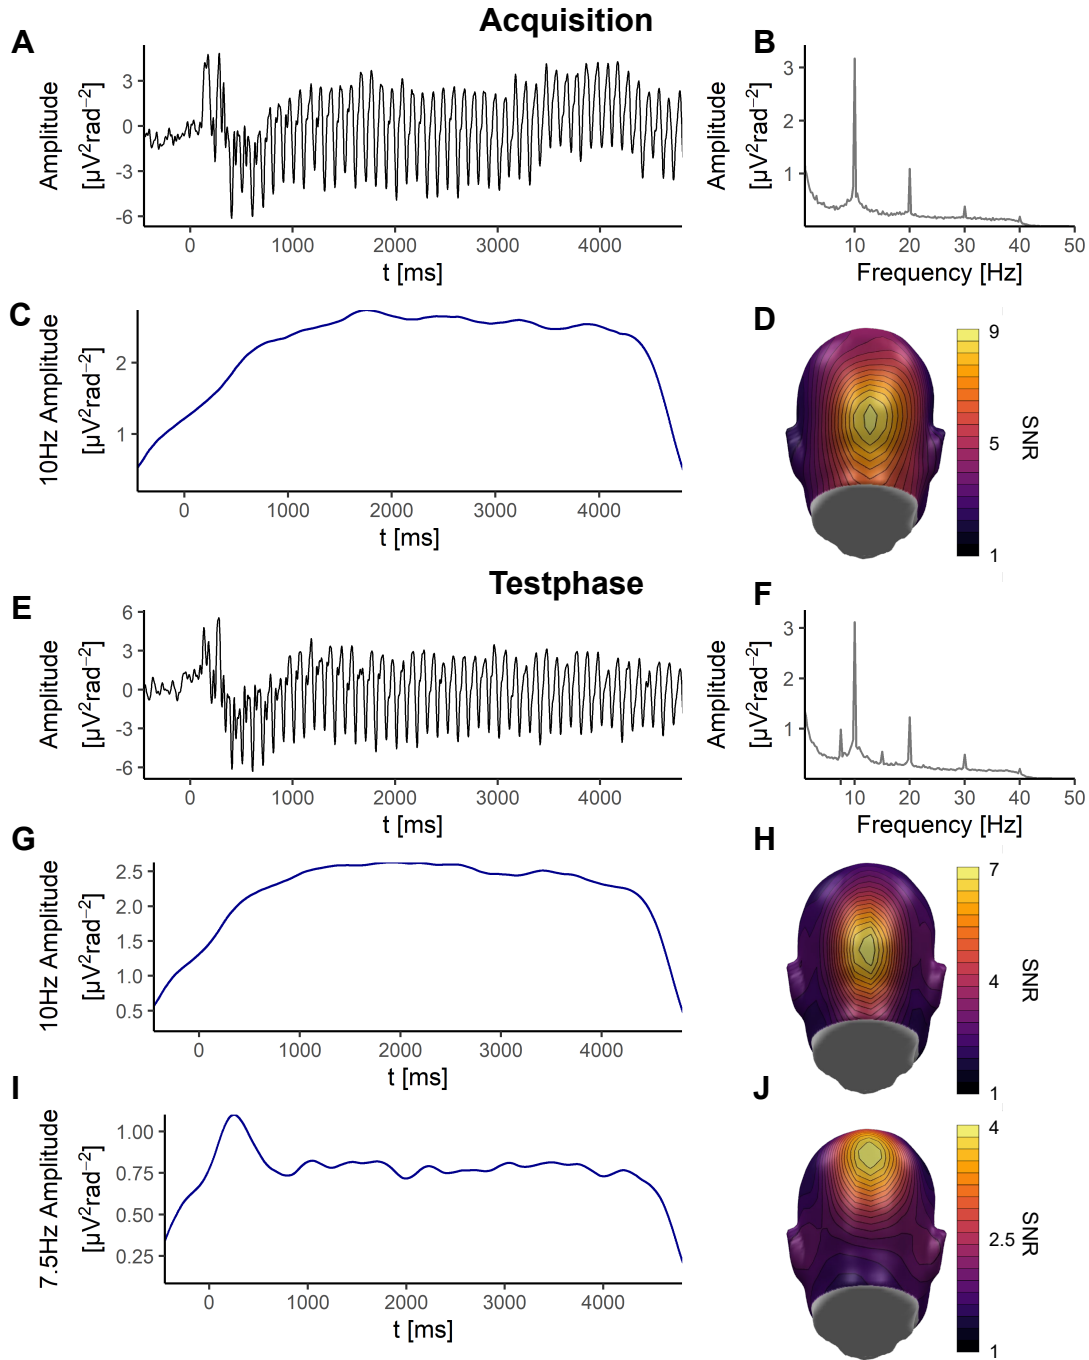 Acquisition
A
Amplitude
[µV²rad⁻²]
3
0
-3
-6
0 1000 2000 3000 4000
t [ms]
B
Amplitude
[µV²rad⁻²]
3
2
1
10 20 30 40 50
Frequency [Hz]
C
10Hz Amplitude
[µV²rad⁻²]
2
1
0 1000 2000 3000 4000
t [ms]
D
9
5
1
SNR
Testphase
E
Amplitude
[µV²rad⁻²]
6
3
0
-3
-6
0 1000 2000 3000 4000
t [ms]
F
Amplitude
[µV²rad⁻²]
3
2
1
10 20 30 40 50
Frequency [Hz]
G
10Hz Amplitude
[µV²rad⁻²]
2.5
2.0
1.5
1.0
0.5
0 1000 2000 3000 4000
t [ms]
H
7
4
1
SNR
I
7.5Hz Amplitude
[µV²rad⁻²]
1.00
0.75
0.50
0.25
0 1000 2000 3000 4000
t [ms]
J
4
2.5
1
SNR